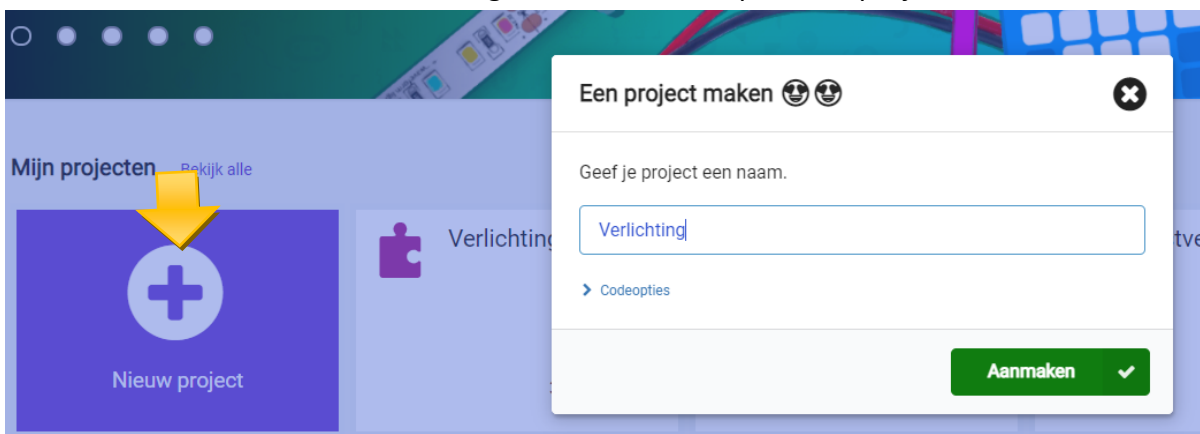 Een project maken 🤩🤩
Mijn projecten Bekijk alle
Geef je project een naam.
Verlichting
Verlichting
Codeopties
Nieuw project
Aanmaken